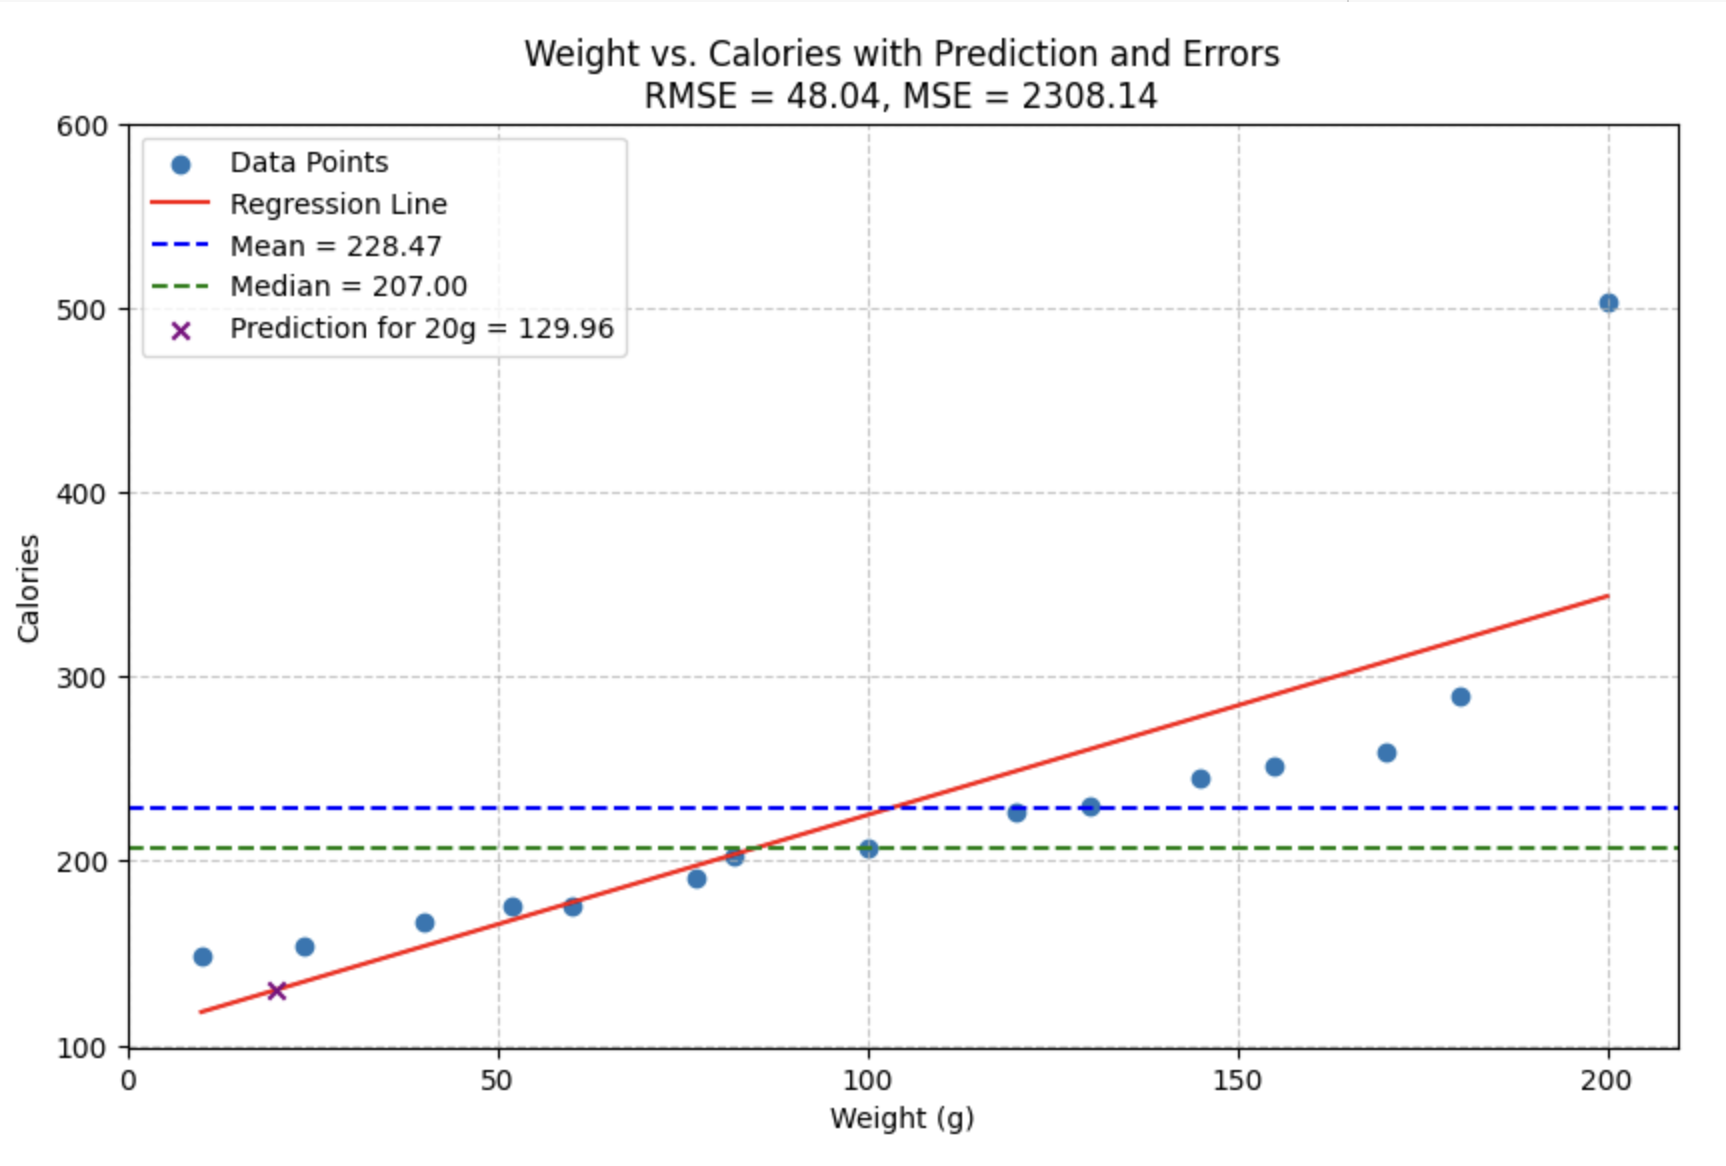 Weight vs. Calories with Prediction and Errors
RMSE = 48.04, MSE = 2308.14
Data Points
Regression Line
Mean = 228.47
Median = 207.00
Prediction for 20g = 129.96
600
500
400
300
200
100
Calories
0
50
100
150
200
Weight (g)